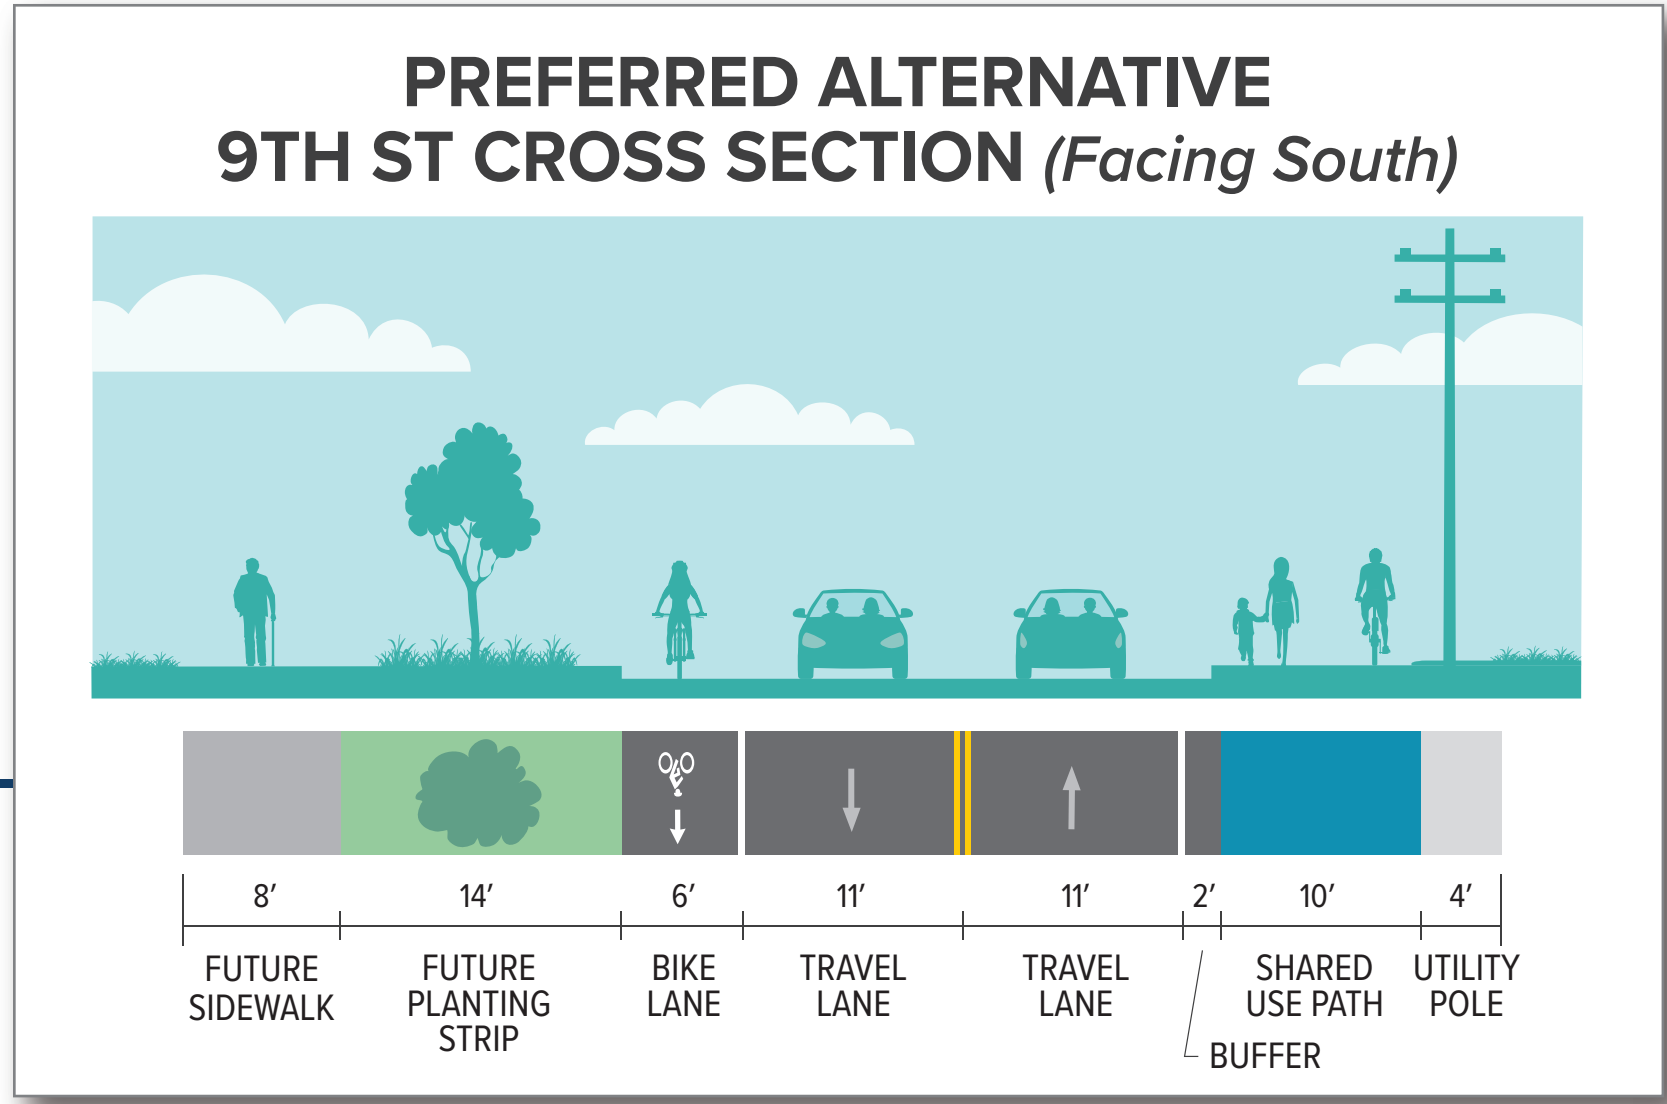 PREFERRED ALTERNATIVE
9TH ST CROSS SECTION (Facing South)
8’
14’
6’
11’
11’
2’
10’
4’
FUTURE
SIDEWALK
FUTURE
PLANTING
STRIP
BIKE
LANE
TRAVEL
LANE
TRAVEL
LANE
BUFFER
SHARED
USE PATH
UTILITY
POLE